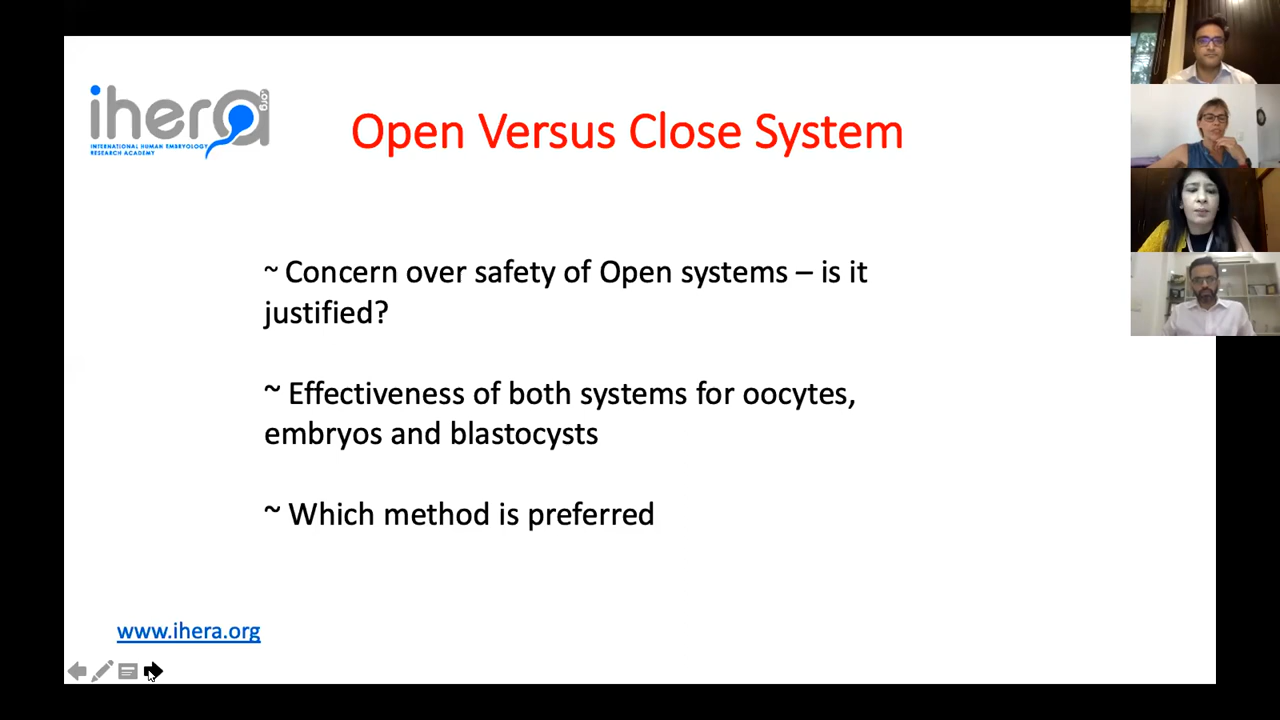 ihera
.org
INTERNATIONAL HUMAN EMBRYOLOGY
RESEARCH ACADEMY
Open Versus Close System
~ Concern over safety of Open systems – is it
justified?
~ Effectiveness of both systems for oocytes,
embryos and blastocysts
~ Which method is preferred
www.ihera.org